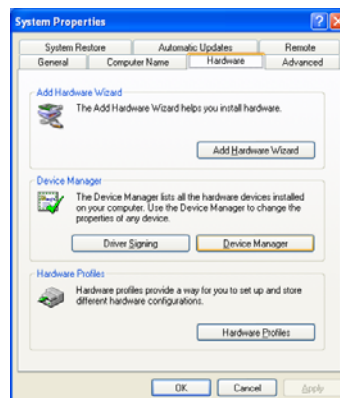 System Properties
System Restore Automatic Updates Remote
General Computer Name Hardware Advanced
Add Hardware Wizard
The Add Hardware Wizard helps you install hardware.
Add Hardware Wizard
Device Manager
The Device Manager lists all the hardware devices installed
on your computer. Use the Device Manager to change the
properties of any device.
Driver Signing Device Manager
Hardware Profiles
Hardware profiles provide a way for you to set up and store
different hardware configurations.
Hardware Profiles
OK Cancel Apply